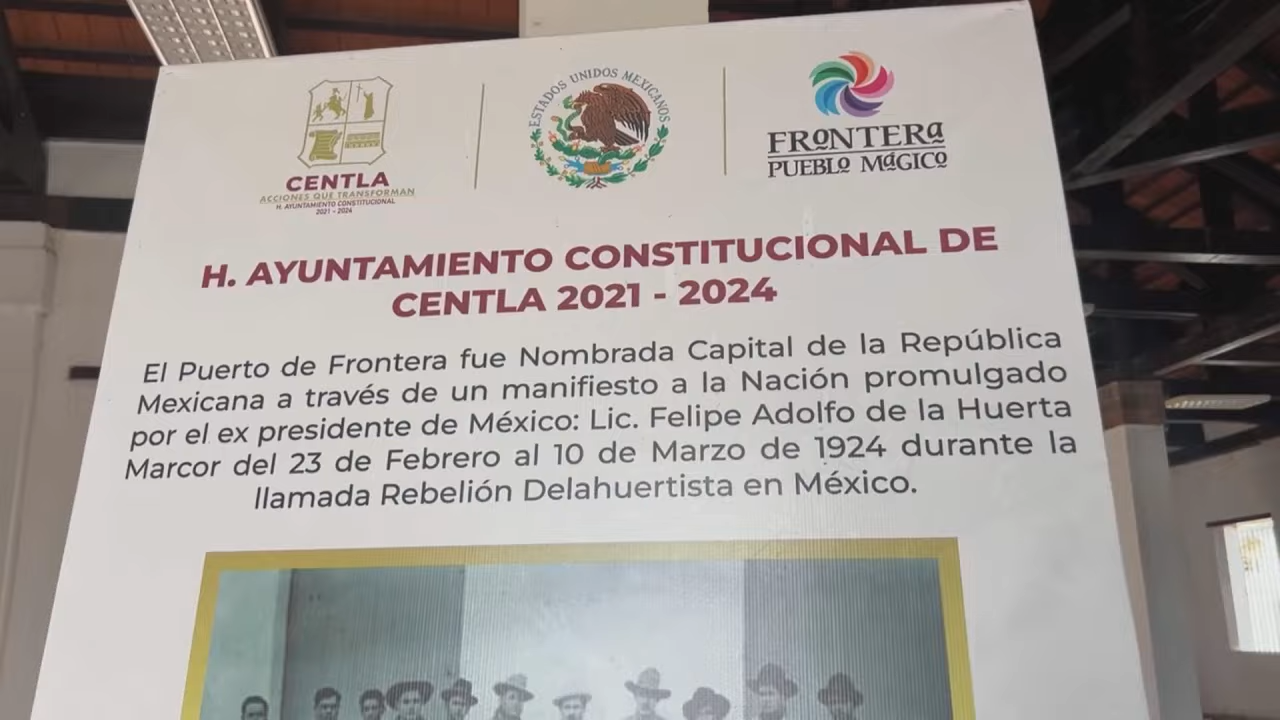 CENTLA
ACCIONES QUE TRANSFORMAN
H. AYUNTAMIENTO CONSTITUCIONAL
2021 - 2024
ESTADOS UNIDOS MEXICANOS
FRONTERA
PUEBLO MÁGICO
H. AYUNTAMIENTO CONSTITUCIONAL DE
CENTLA 2021 - 2024
El Puerto de Frontera fue Nombrada Capital de la República
Mexicana a través de un manifiesto a la Nación promulgado
por el ex presidente de México: Lic. Felipe Adolfo de la Huerta
Marcor del 23 de Febrero al 10 de Marzo de 1924 durante la
llamada Rebelión Delahuertista en México.